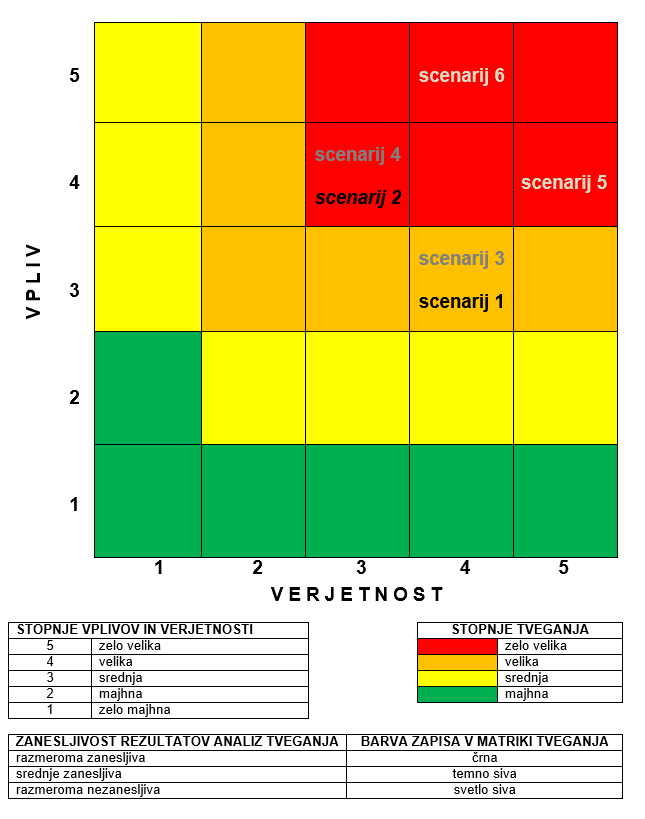 5
scenarij 6
4
scenarij 4
scenarij 2
scenarij 5
VPLIV
3
scenarij 3
scenarij 1
2
1
1 2 3 4 5
VERJETNOST
STOPNJE VPLIVOV IN VERJETNOSTI
5 zelo velika
4 velika
3 srednja
2 majhna
1 zelo majhna
STOPNJE TVEGANJA
zelo velika
velika
srednja
majhna
ZANESLJIVOST REZULTATOV ANALIZ TVEGANJA BARVA ZAPISA V MATRIKI TVEGANJA
razmeroma zanesljiva črna
srednje zanesljiva temno siva
razmeroma nezanesljiva svetlo siva